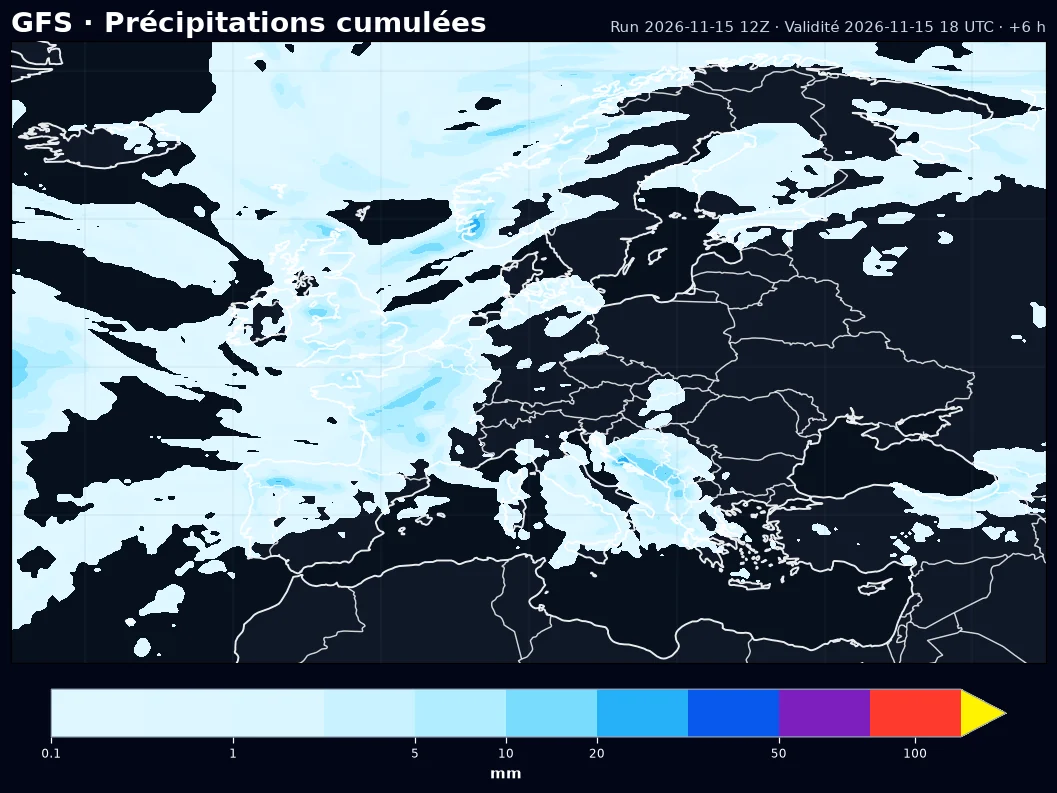 GFS · Précipitations cumulées
Run 2026-11-15 12Z · Validité 2026-11-15 18 UTC · +6 h
0.1 1 5 10 20 50 100
mm